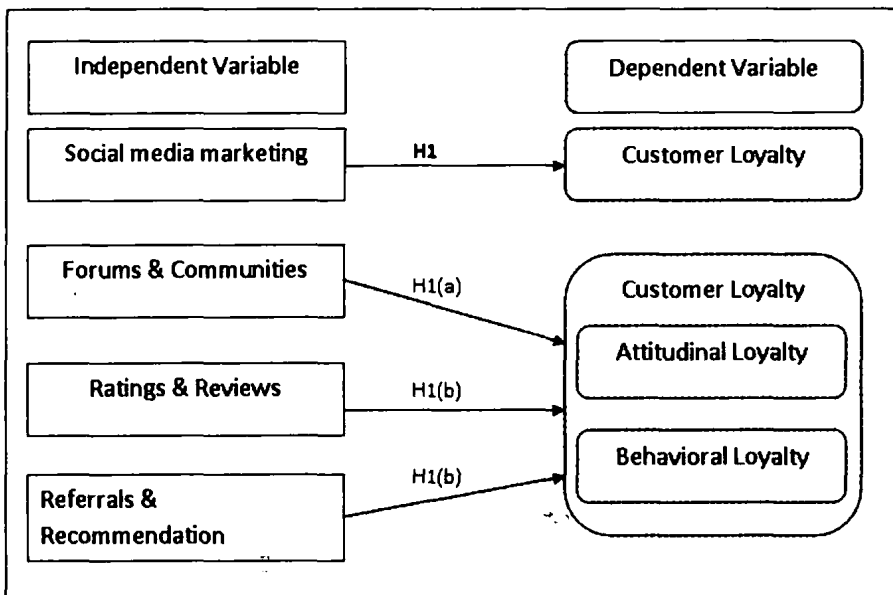 Independent Variable
Dependent Variable
Social media marketing
H1
Customer Loyalty
Forums & Communities
H1(a)
Customer Loyalty
Attitudinal Loyalty
Ratings & Reviews
H1(b)
Behavioral Loyalty
H1(b)
Referrals &
Recommendation